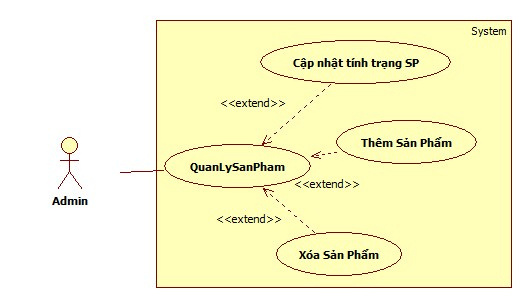 System
Cập nhật tính trạng SP
<<extend>>
Thêm Sản Phẩm
QuanLySanPham
<<extend>>
Admin
<<extend>>
Xóa Sản Phẩm